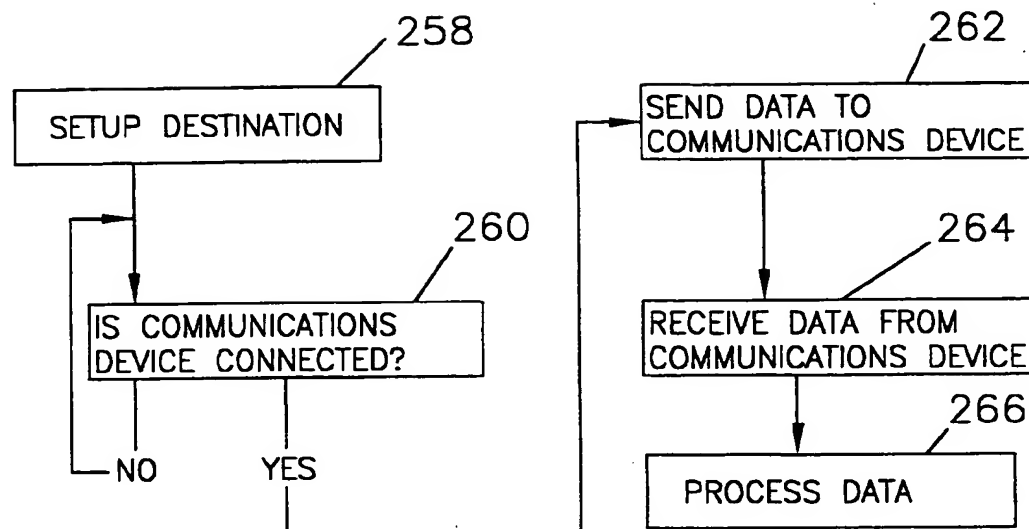 258
SETUP DESTINATION
260
IS COMMUNICATIONS
DEVICE CONNECTED?
NO
YES
262
SEND DATA TO
COMMUNICATIONS DEVICE
264
RECEIVE DATA FROM
COMMUNICATIONS DEVICE
266
PROCESS DATA